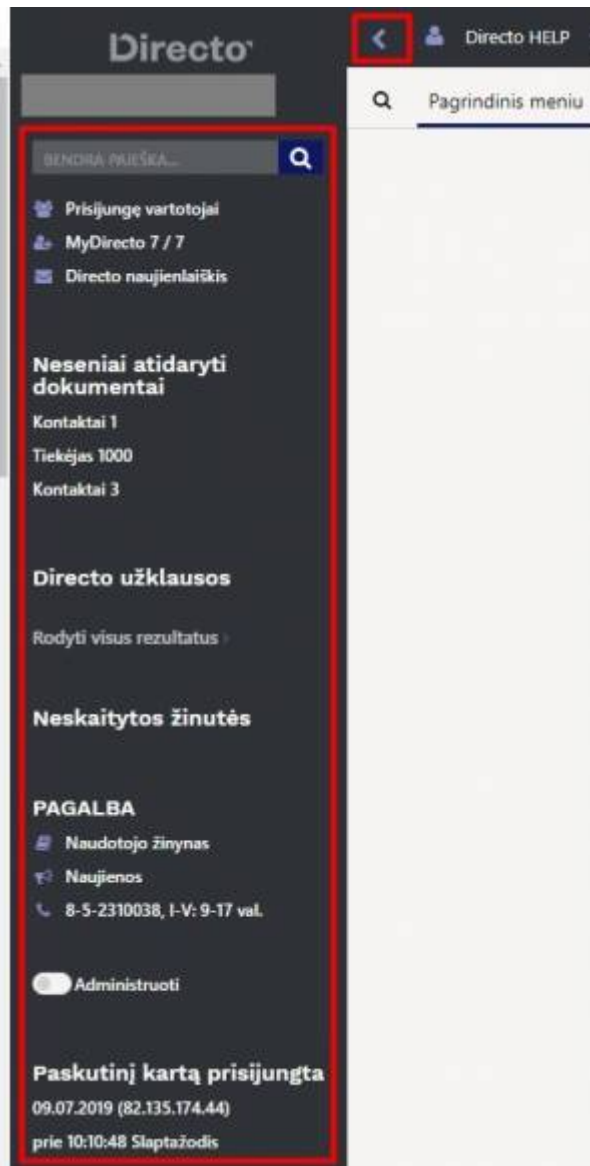 Directo
Directo HELP
Pagrindinis meniu
BENDRA PAIEŠKA...
Prisijungę vartotojai
MyDirecto 7 / 7
Directo naujienlaiškis
Neseniai atidaryti
dokumentai
Kontaktai 1
Tiekėjas 1000
Kontaktai 3
Directo užklausos
Rodyti visus rezultatus ›
Neskaitytos žinutės
PAGALBA
Naudotojo žinynas
Naujienos
8-5-2310038, I-V: 9-17 val.
Administruoti
Paskutinį kartą prisijungta
09.07.2019 (82.135.174.44)
prie 10:10:48 Slaptažodis